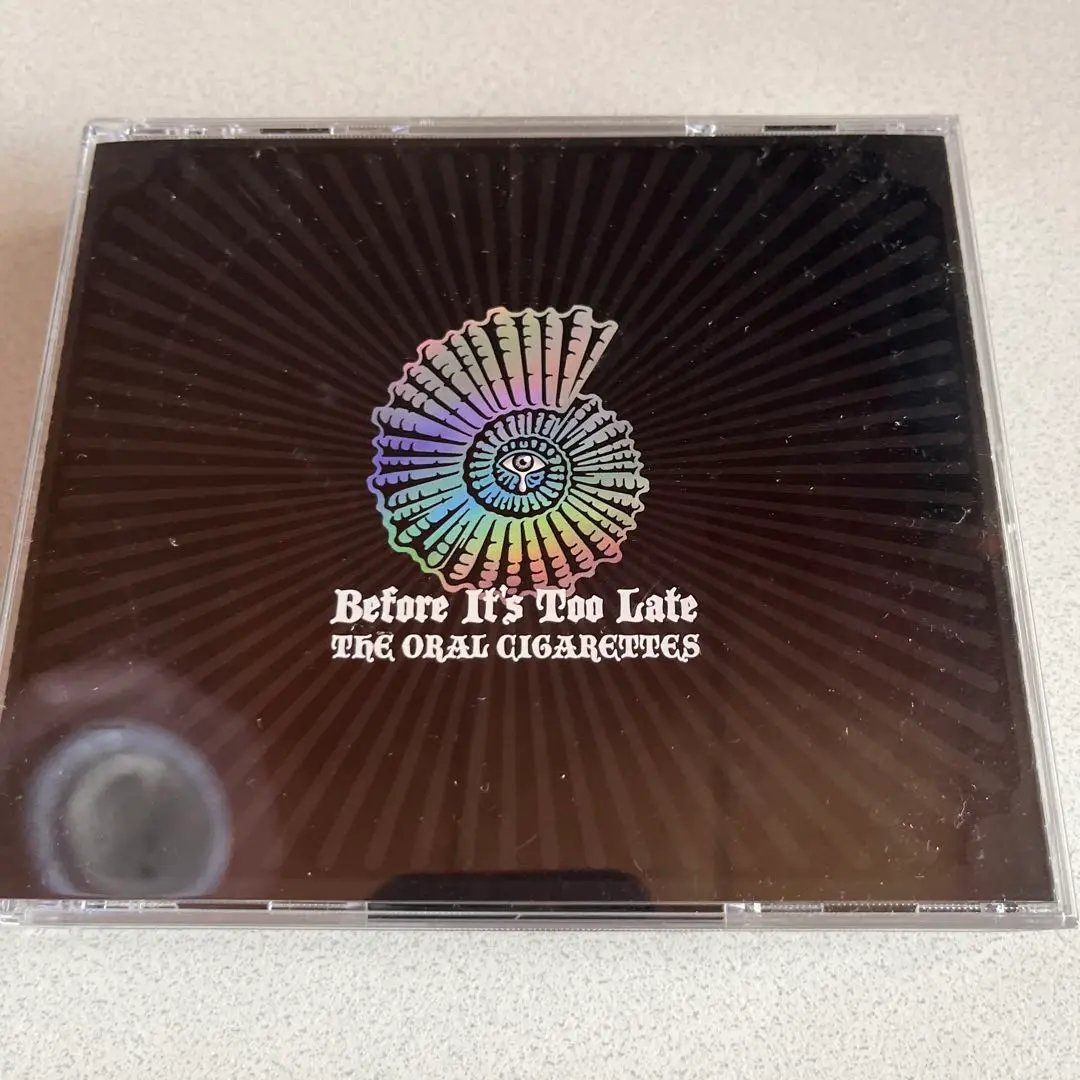 Before It's Too Late
THE ORAL CIGARETTES